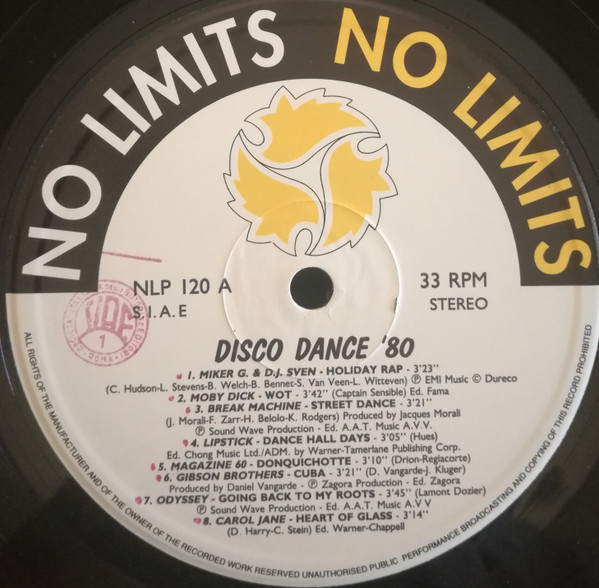 NO LIMITS NO LIMITS
NLP 120 A
S.I.A.E
33 RPM
STEREO
DISCO DANCE '80
1. MIKER G. & D.J. SVEN - HOLIDAY RAP - 3'23"
(C. Hudson-L. Stevens-B. Welch-B. Bennet-S. Van Veen-L. Witteven) Ⓟ EMI Music © Dureco
2. MOBY DICK - WOT - 3'42" (Captain Sensible) Ed. Fama
3. BREAK MACHINE - STREET DANCE - 3'21"
(J. Morali-F. Zarr-H. Belolo-K. Rodgers) Produced by Jacques Morali
Ⓟ Sound Wave Production - Ed. A.A.T. Music A.V.V.
4. LIPSTICK - DANCE HALL DAYS - 3'05" (Hues)
Ed. Chong Music Ltd./ADM. by Warner-Tamerlane Publishing Corp.
5. MAGAZINE 60 - DONQUICHOTTE - 3'10" (Drion-Regiacorte)
6. GIBSON BROTHERS - CUBA - 3'21" (D. Vangarde-J. Kluger)
Produced by Daniel Vangarde - Ⓟ Zagora Production - Ed. Zagora
7. ODYSSEY - GOING BACK TO MY ROOTS - 3'45" (Lamont Dozier)
Ⓟ Sound Wave Production - Ed. A.A.T. Music A.V.V
8. CAROL JANE - HEART OF GLASS - 3'14"
(D. Harry-C. Stein) Ed. Warner-Chappell
ALL RIGHTS OF THE MANUFACTURER AND OF THE OWNER OF THE RECORDED WORK RESERVED UNAUTHORISED PUBLIC PERFORMANCE BROADCASTING AND COPYING OF THIS RECORD PROHIBITED